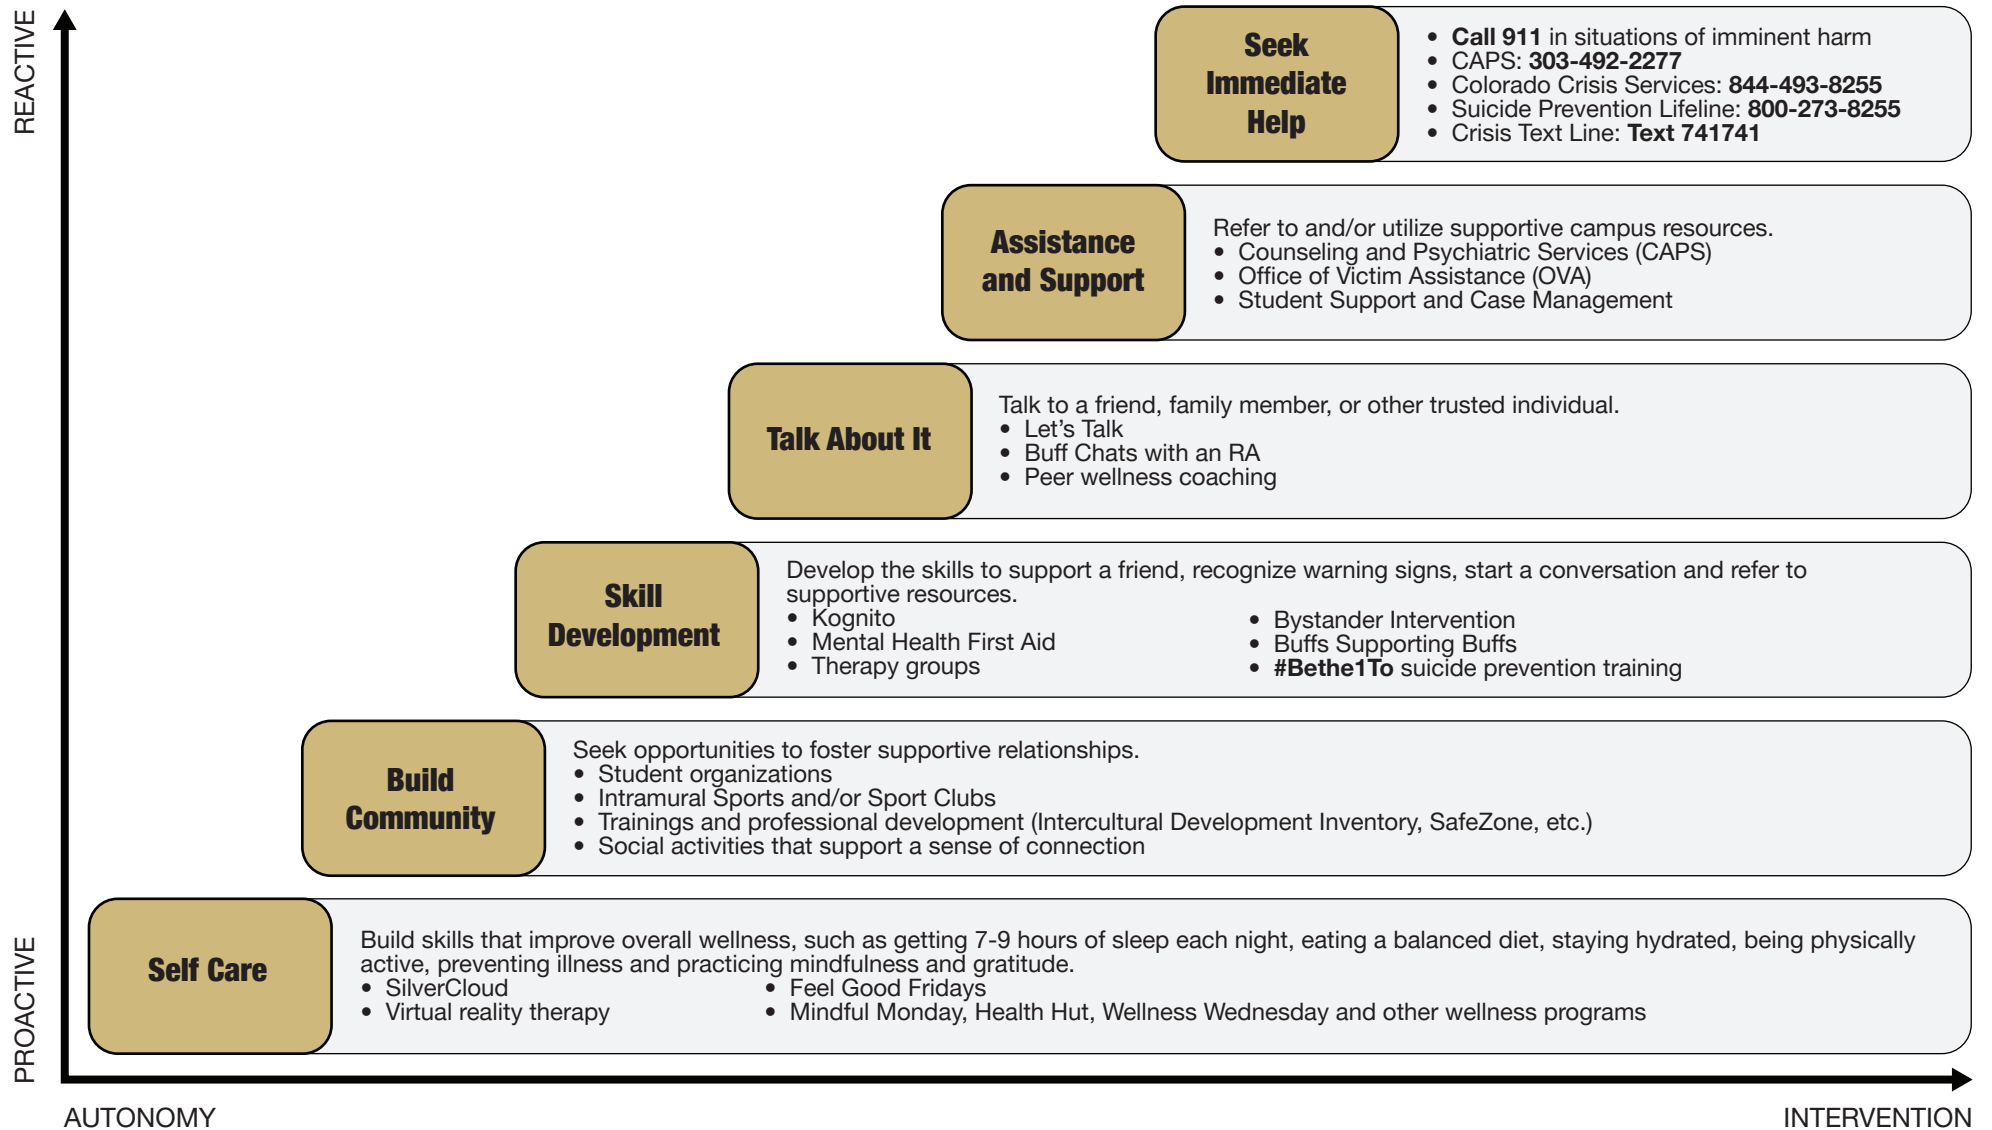 REACTIVE
Seek
Immediate
Help
• Call 911 in situations of imminent harm
• CAPS: 303-492-2277
• Colorado Crisis Services: 844-493-8255
• Suicide Prevention Lifeline: 800-273-8255
• Crisis Text Line: Text 741741
Assistance
and Support
Refer to and/or utilize supportive campus resources.
• Counseling and Psychiatric Services (CAPS)
• Office of Victim Assistance (OVA)
• Student Support and Case Management
Talk About It
Talk to a friend, family member, or other trusted individual.
• Let's Talk
• Buff Chats with an RA
• Peer wellness coaching
Skill
Development
Develop the skills to support a friend, recognize warning signs, start a conversation and refer to
supportive resources.
• Kognito
• Mental Health First Aid
• Therapy groups
• Bystander Intervention
• Buffs Supporting Buffs
• #Bethe1To suicide prevention training
Build
Community
Seek opportunities to foster supportive relationships.
• Student organizations
• Intramural Sports and/or Sport Clubs
• Trainings and professional development (Intercultural Development Inventory, SafeZone, etc.)
• Social activities that support a sense of connection
Self Care
Build skills that improve overall wellness, such as getting 7-9 hours of sleep each night, eating a balanced diet, staying hydrated, being physically
active, preventing illness and practicing mindfulness and gratitude.
• SilverCloud
• Virtual reality therapy
• Feel Good Fridays
• Mindful Monday, Health Hut, Wellness Wednesday and other wellness programs
PROACTIVE
AUTONOMY
INTERVENTION